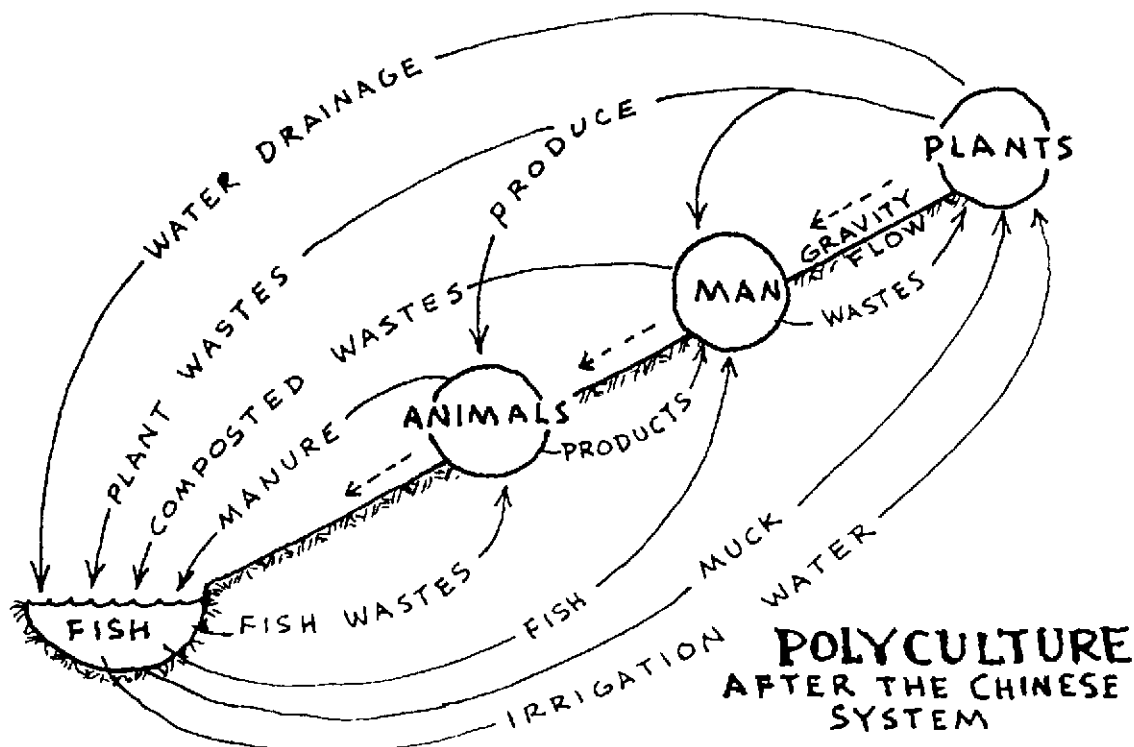 WATER DRAINAGE
PLANTS
PRODUCE
GRAVITY
FLOW
PLANT WASTES
COMPOSTED WASTES
MAN
WASTES
MANURE
ANIMALS
PRODUCTS
FISH
FISH WASTES
FISH
MUCK
IRRIGATION WATER
POLYCULTURE
AFTER THE CHINESE
SYSTEM